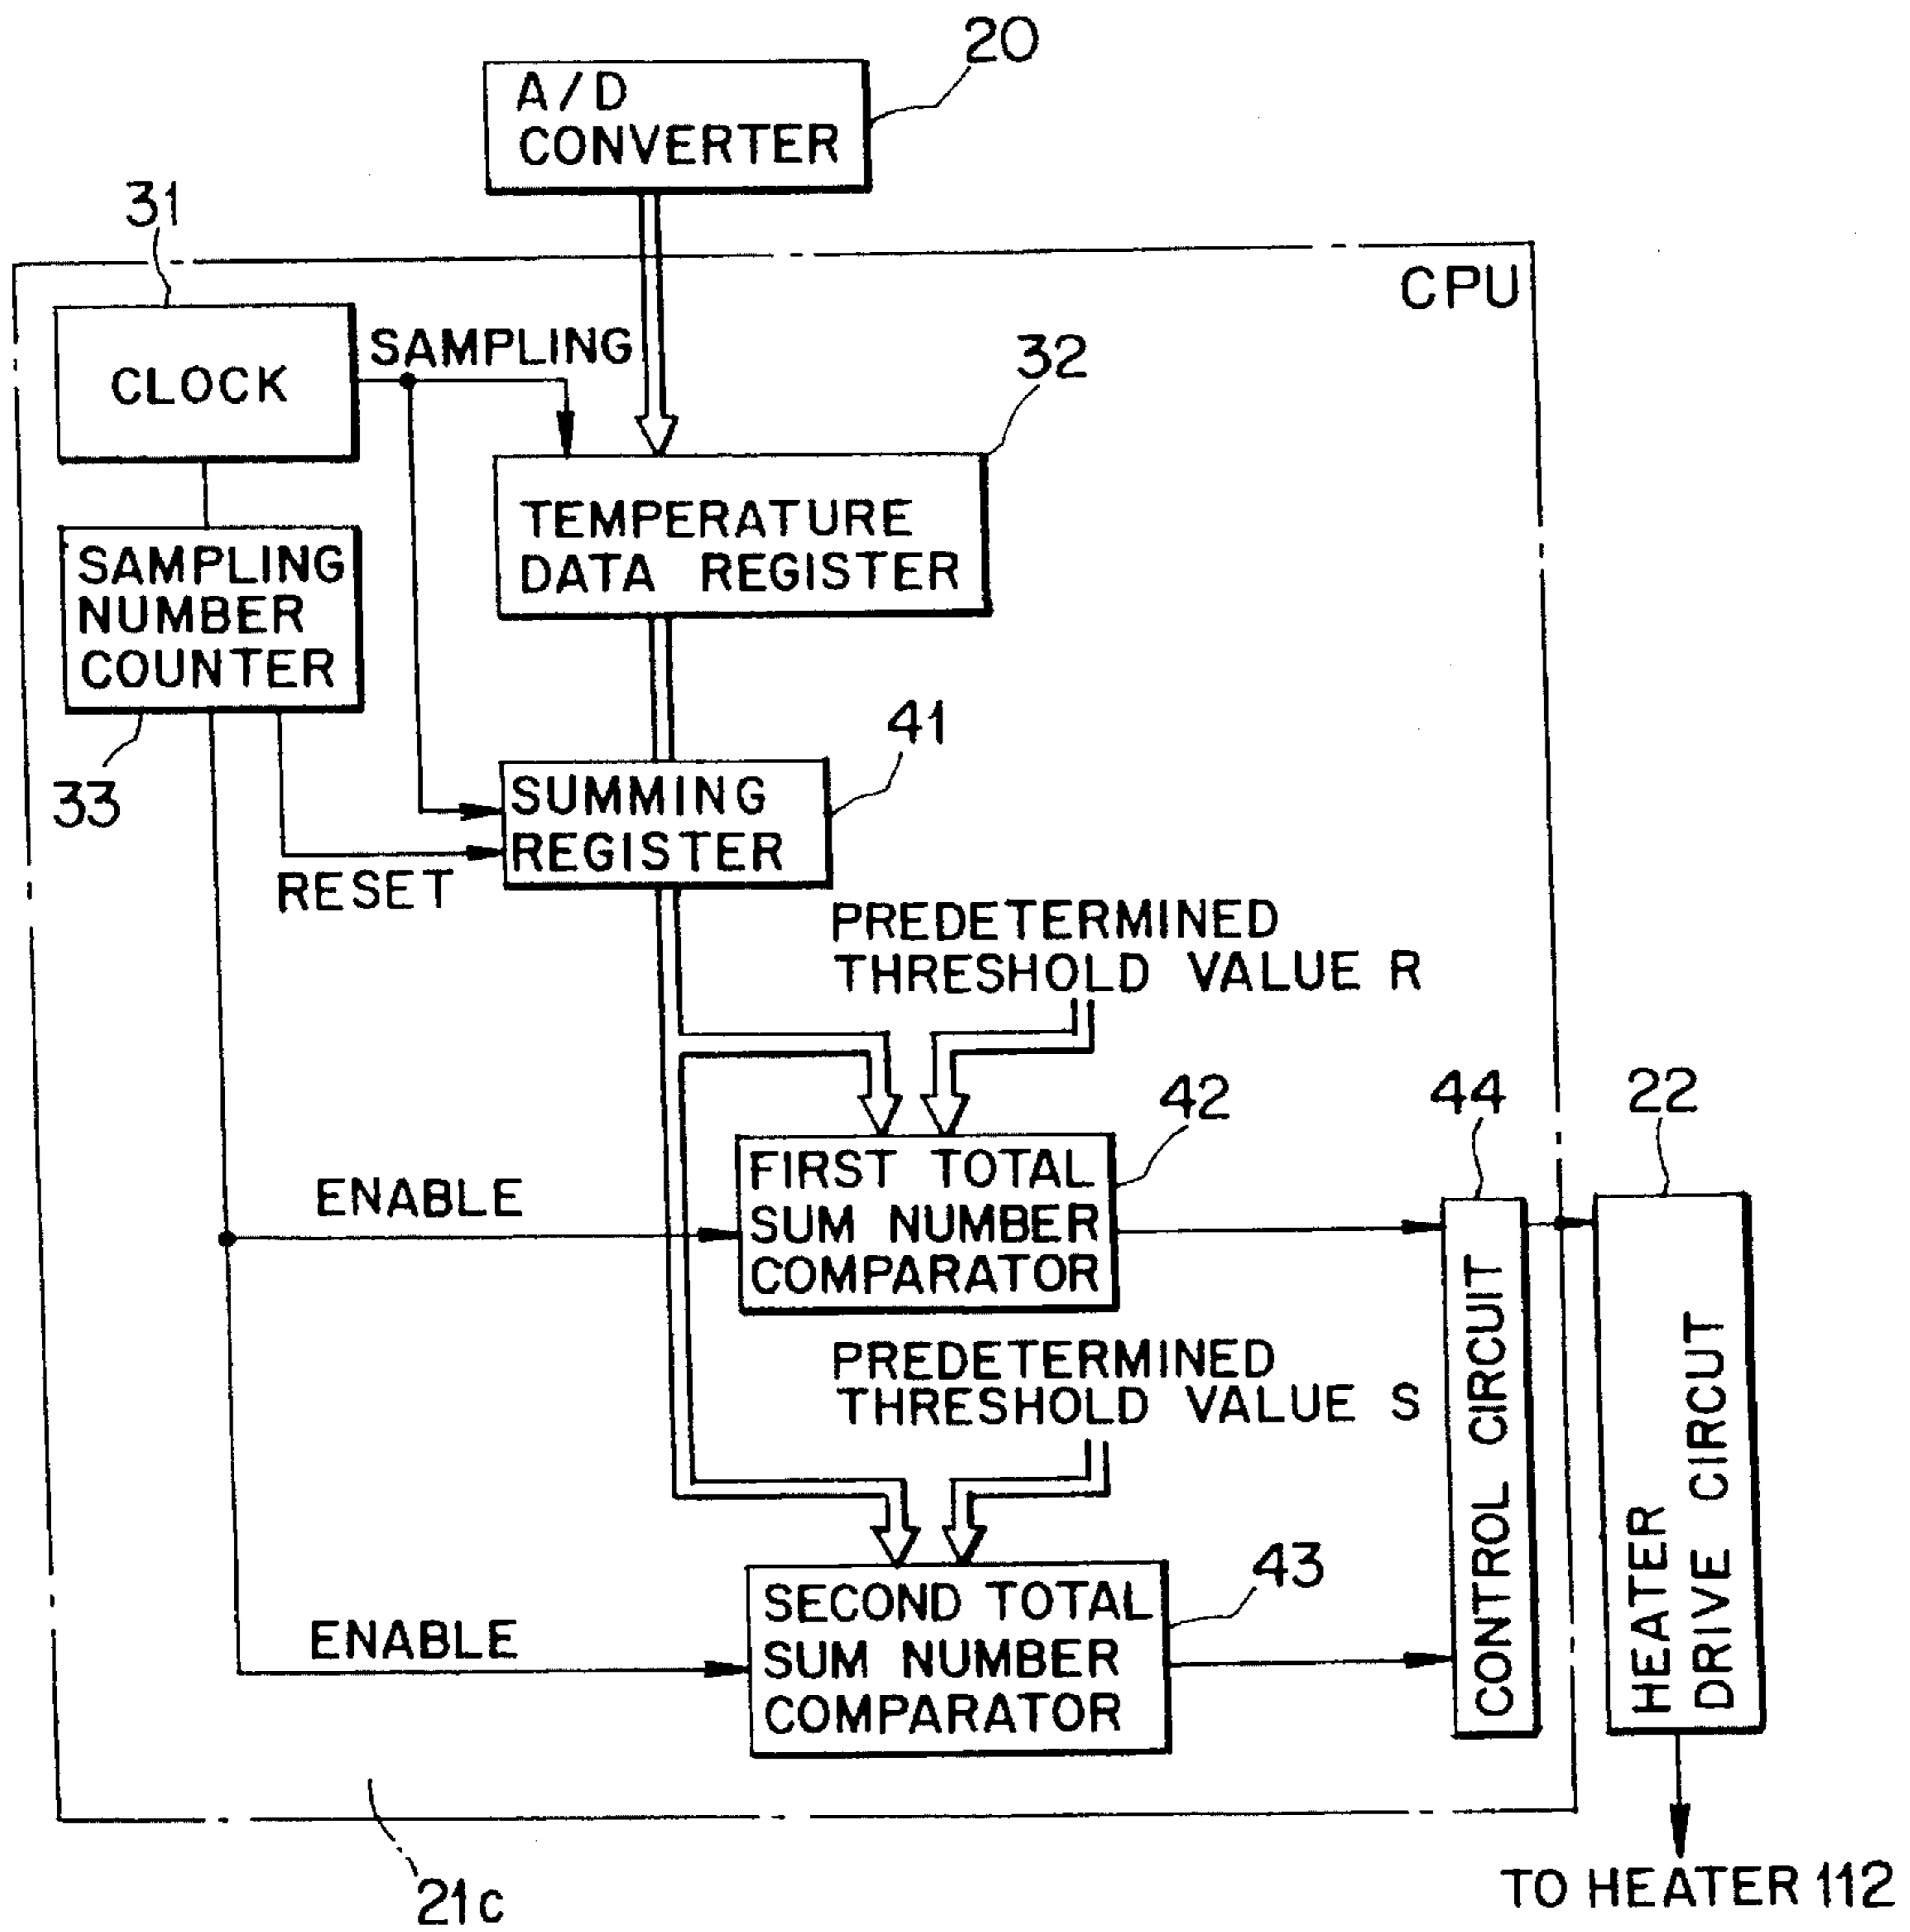 20
A/D
CONVERTER
31
CPU
CLOCK
SAMPLING
32
TEMPERATURE
DATA REGISTER
SAMPLING
NUMBER
COUNTER
33
41
SUMMING
REGISTER
RESET
PREDETERMINED
THRESHOLD VALUE R
42
44
22
FIRST TOTAL
SUM NUMBER
COMPARATOR
ENABLE
PREDETERMINED
THRESHOLD VALUE S
CONTROL CIRCUIT
HEATER
DRIVE CIRCUT
43
SECOND TOTAL
SUM NUMBER
COMPARATOR
ENABLE
21c
TO HEATER 112